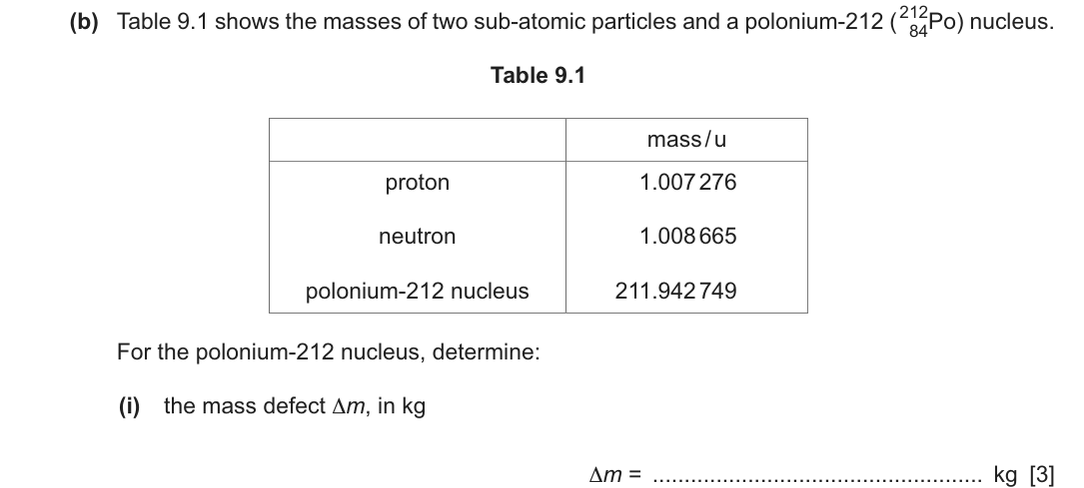 (b) Table 9.1 shows the masses of two sub-atomic particles and a polonium-212 (²¹²₈₄Po) nucleus.
Table 9.1
mass / u
proton 1.007 276
neutron 1.008 665
polonium-212 nucleus 211.942 749
For the polonium-212 nucleus, determine:
(i) the mass defect Δm, in kg
Δm = ...................................................... kg [3]